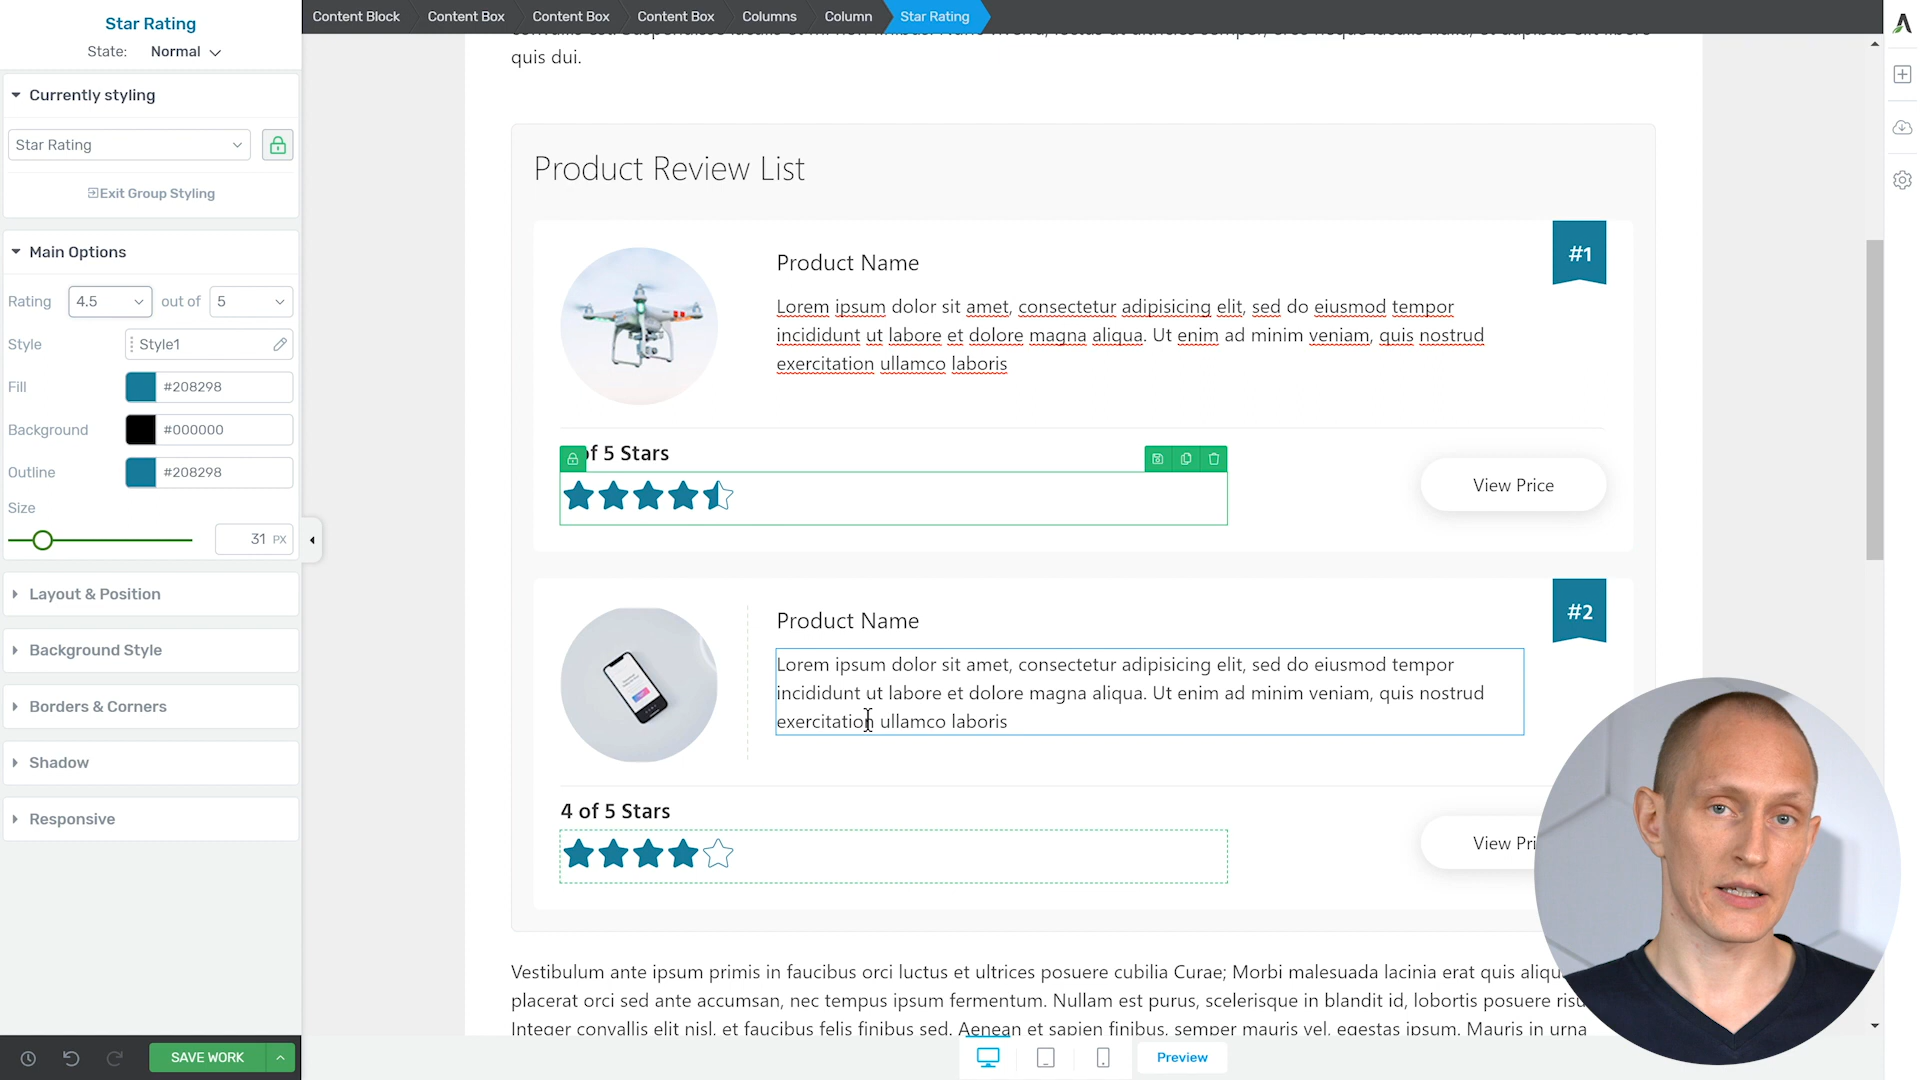 Star Rating
State: Normal
Currently styling
Star Rating
Exit Group Styling
Main Options
Rating 4.5 out of 5
Style Style1
Fill #208298
Background #000000
Outline #208298
Size
31 PX
Layout & Position
Background Style
Borders & Corners
Shadow
Responsive
SAVE WORK
Content Block Content Box Content Box Content Box Columns Column Star Rating
quis dui.
Product Review List
#1
Product Name
Lorem ipsum dolor sit amet, consectetur adipisicing elit, sed do eiusmod tempor
incididunt ut labore et dolore magna aliqua. Ut enim ad minim veniam, quis nostrud
exercitation ullamco laboris
of 5 Stars
View Price
#2
Product Name
Lorem ipsum dolor sit amet, consectetur adipisicing elit, sed do eiusmod tempor
incididunt ut labore et dolore magna aliqua. Ut enim ad minim veniam, quis nostrud
exercitation ullamco laboris
4 of 5 Stars
View Pri
Vestibulum ante ipsum primis in faucibus orci luctus et ultrices posuere cubilia Curae; Morbi malesuada lacinia erat quis aliqu
placerat orci sed ante accumsan, nec tempus ipsum fermentum. Nullam est purus, scelerisque in blandit id, lobortis posuere risu
Integer convallis elit nisl, et faucibus felis finibus sed. Aenean et sapien finibus, semper mauris vel, egestas ipsum. Mauris in urna
Preview